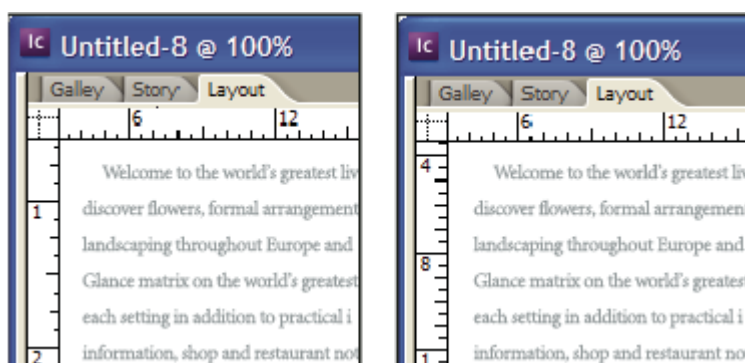 Ic Untitled-8 @ 100%
Galley Story Layout
6 12
Welcome to the world's greatest liv
1 discover flowers, formal arrangement
landscaping throughout Europe and
Glance matrix on the world's greatest
each setting in addition to practical i
2 information, shop and restaurant not
Ic Untitled-8 @ 100%
Galley Story Layout
6 12
4 Welcome to the world's greatest liv
discover flowers, formal arrangemen
landscaping throughout Europe and
8 Glance matrix on the world's greates
each setting in addition to practical i
1 information, shop and restaurant no